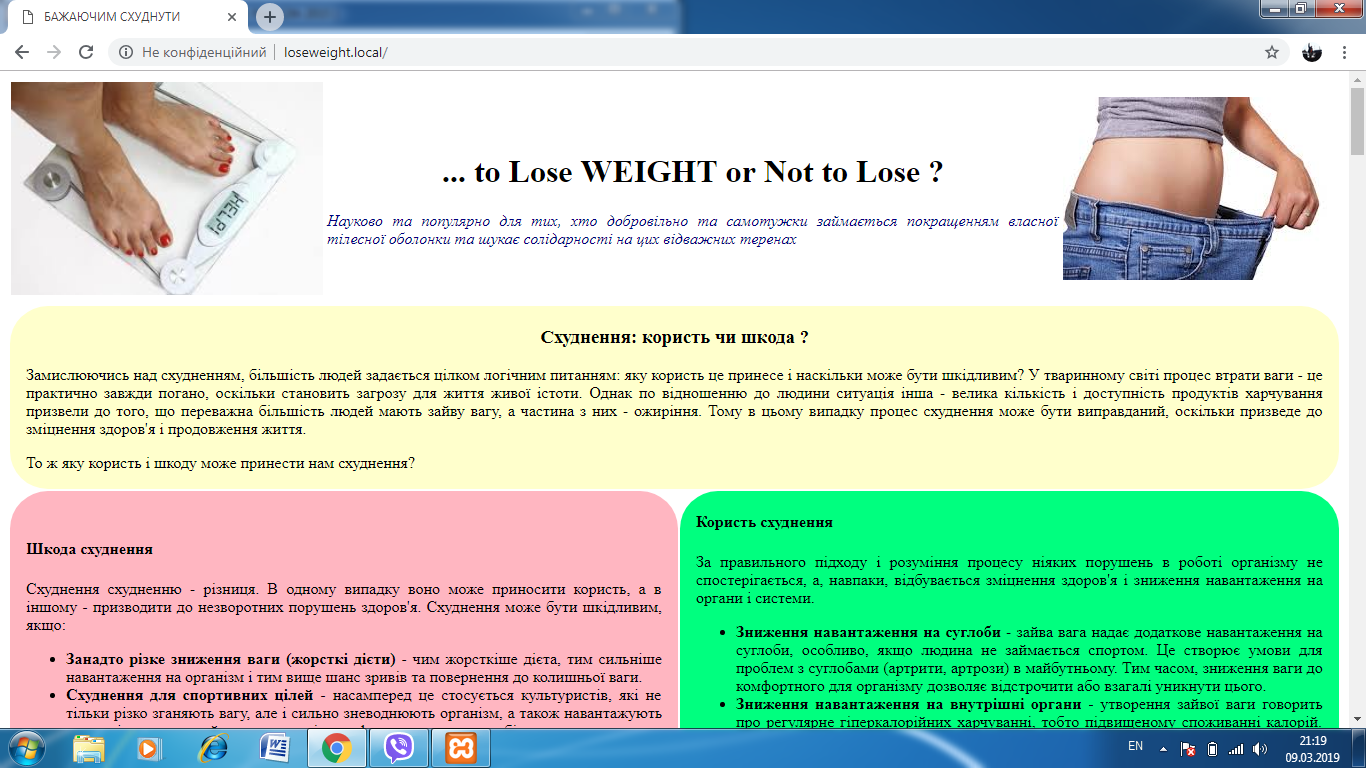 БАЖАЮЧИМ СХУДНУТИ
Не конфіденційний
loseweight.local/
HELP!
... to Lose WEIGHT or Not to Lose ?
Науково та популярно для тих, хто добровільно та самотужки займається покращенням власної
тілесної оболонки та шукає солідарності на цих відважних теренах
Схуднення: користь чи шкода ?
Замислюючись над схудненням, більшість людей задається цілком логічним питанням: яку користь це принесе і наскільки може бути шкідливим? У тваринному світі процес втрати ваги - це
практично завжди погано, оскільки становить загрозу для життя живої істоти. Однак по відношенню до людини ситуація інша - велика кількість і доступність продуктів харчування
призвели до того, що переважна більшість людей мають зайву вагу, а частина з них - ожиріння. Тому в цьому випадку процес схуднення може бути виправданий, оскільки призведе до
зміцнення здоров'я і продовження життя.
То ж яку користь і шкоду може принести нам схуднення?
Шкода схуднення
Схуднення схудненню - різниця. В одному випадку воно може приносити користь, а в
іншому - призводити до незворотних порушень здоров'я. Схуднення може бути шкідливим,
якщо:
• Занадто різке зниження ваги (жорсткі дієти) - чим жорсткіше дієта, тим сильніше
навантаження на організм і тим вище шанс зривів та повернення до колишньої ваги.
• Схуднення для спортивних цілей - насамперед це стосується культуристів, які не
тільки різко зганяють вагу, але і сильно зневоднюють організм, а також навантажують
Користь схуднення
За правильного підходу і розуміння процесу ніяких порушень в роботі організму не
спостерігається, а, навпаки, відбувається зміцнення здоров'я і зниження навантаження на
органи і системи.
• Зниження навантаження на суглоби - зайва вага надає додаткове навантаження на
суглоби, особливо, якщо людина не займається спортом. Це створює умови для
проблем з суглобами (артрити, артрози) в майбутньому. Тим часом, зниження ваги до
комфортного для організму дозволяє відстрочити або взагалі уникнути цього.
• Зниження навантаження на внутрішні органи - утворення зайвої ваги говорить
про регулярне гіперкалорійних харчуванні, тобто підвищеному споживанні калорій.
EN
21:19
09.03.2019